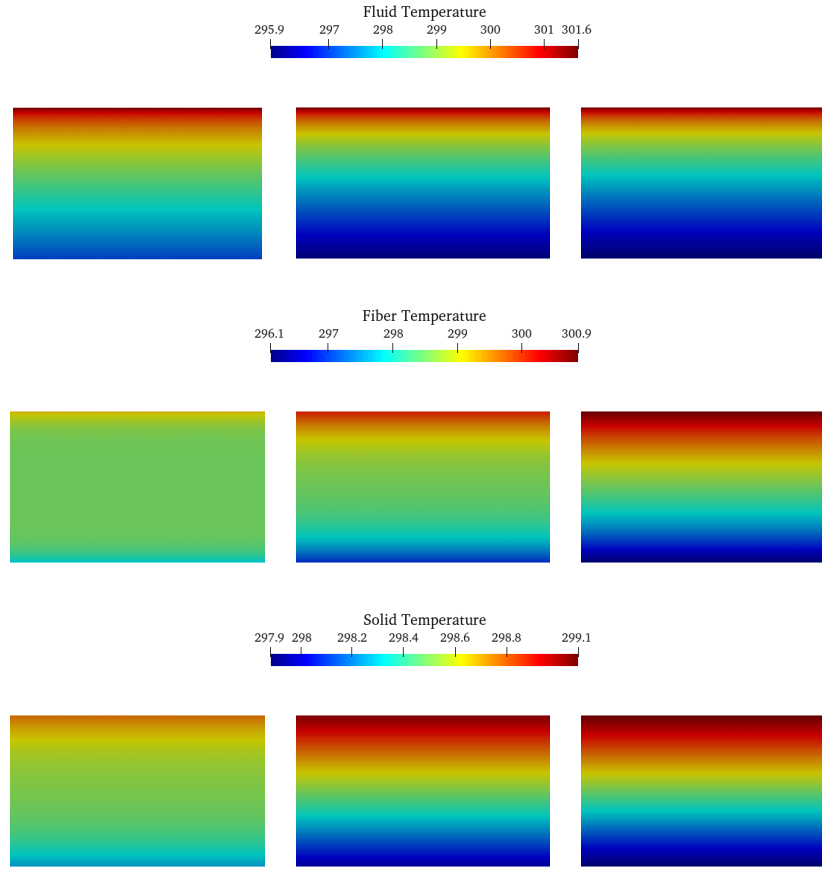 Fluid Temperature
295.9 297 298 299 300 301 301.6
Fiber Temperature
296.1 297 298 299 300 300.9
Solid Temperature
297.9 298 298.2 298.4 298.6 298.8 299.1